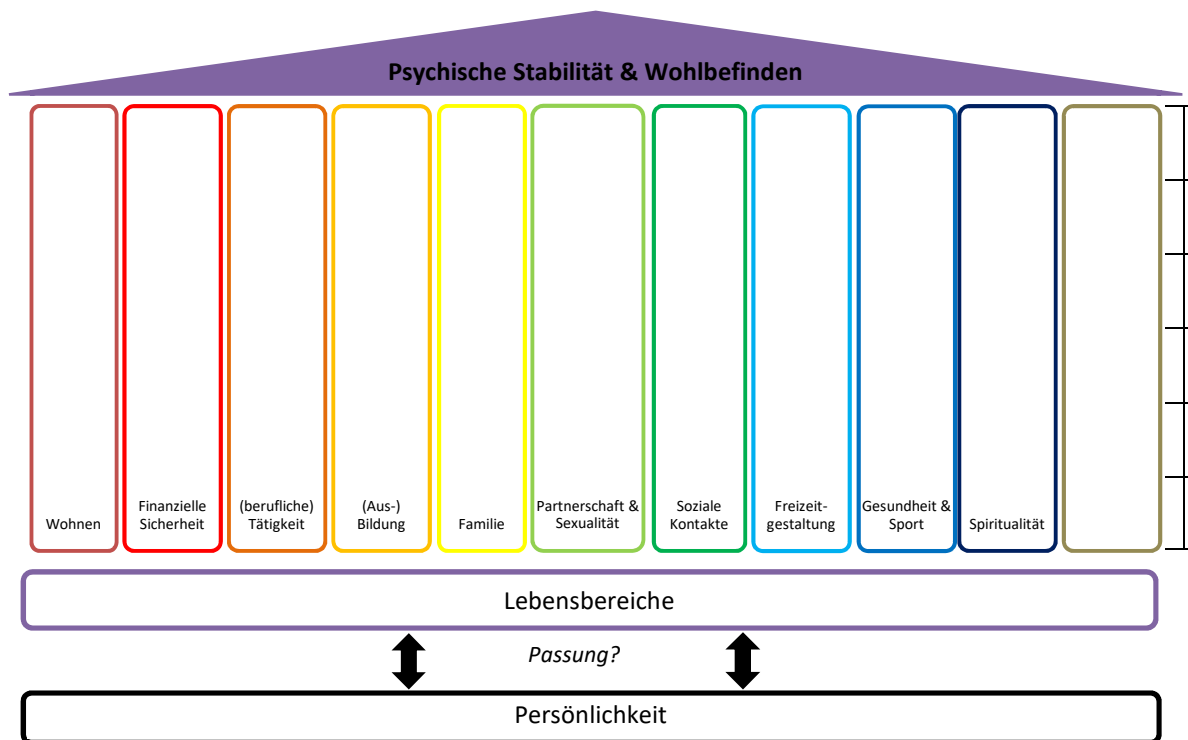 Psychische Stabilität & Wohlbefinden
Wohnen
Finanzielle
Sicherheit
(berufliche)
Tätigkeit
(Aus-)
Bildung
Familie
Partnerschaft &
Sexualität
Soziale
Kontakte
Freizeit-
gestaltung
Gesundheit &
Sport
Spiritualität
Lebensbereiche
Passung?
Persönlichkeit